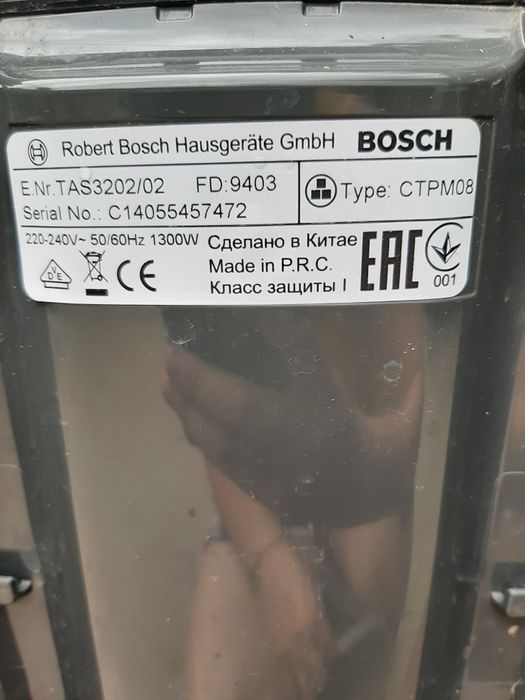 Robert Bosch Hausgeräte GmbH BOSCH
E.Nr.TAS3202/02 FD:9403
Serial No.: C14055457472
Type: CTPM08
220-240V~ 50/60Hz 1300W
Сделано в Китае
Made in P.R.C.
Класс защиты I
VDE
CE
EAC
001